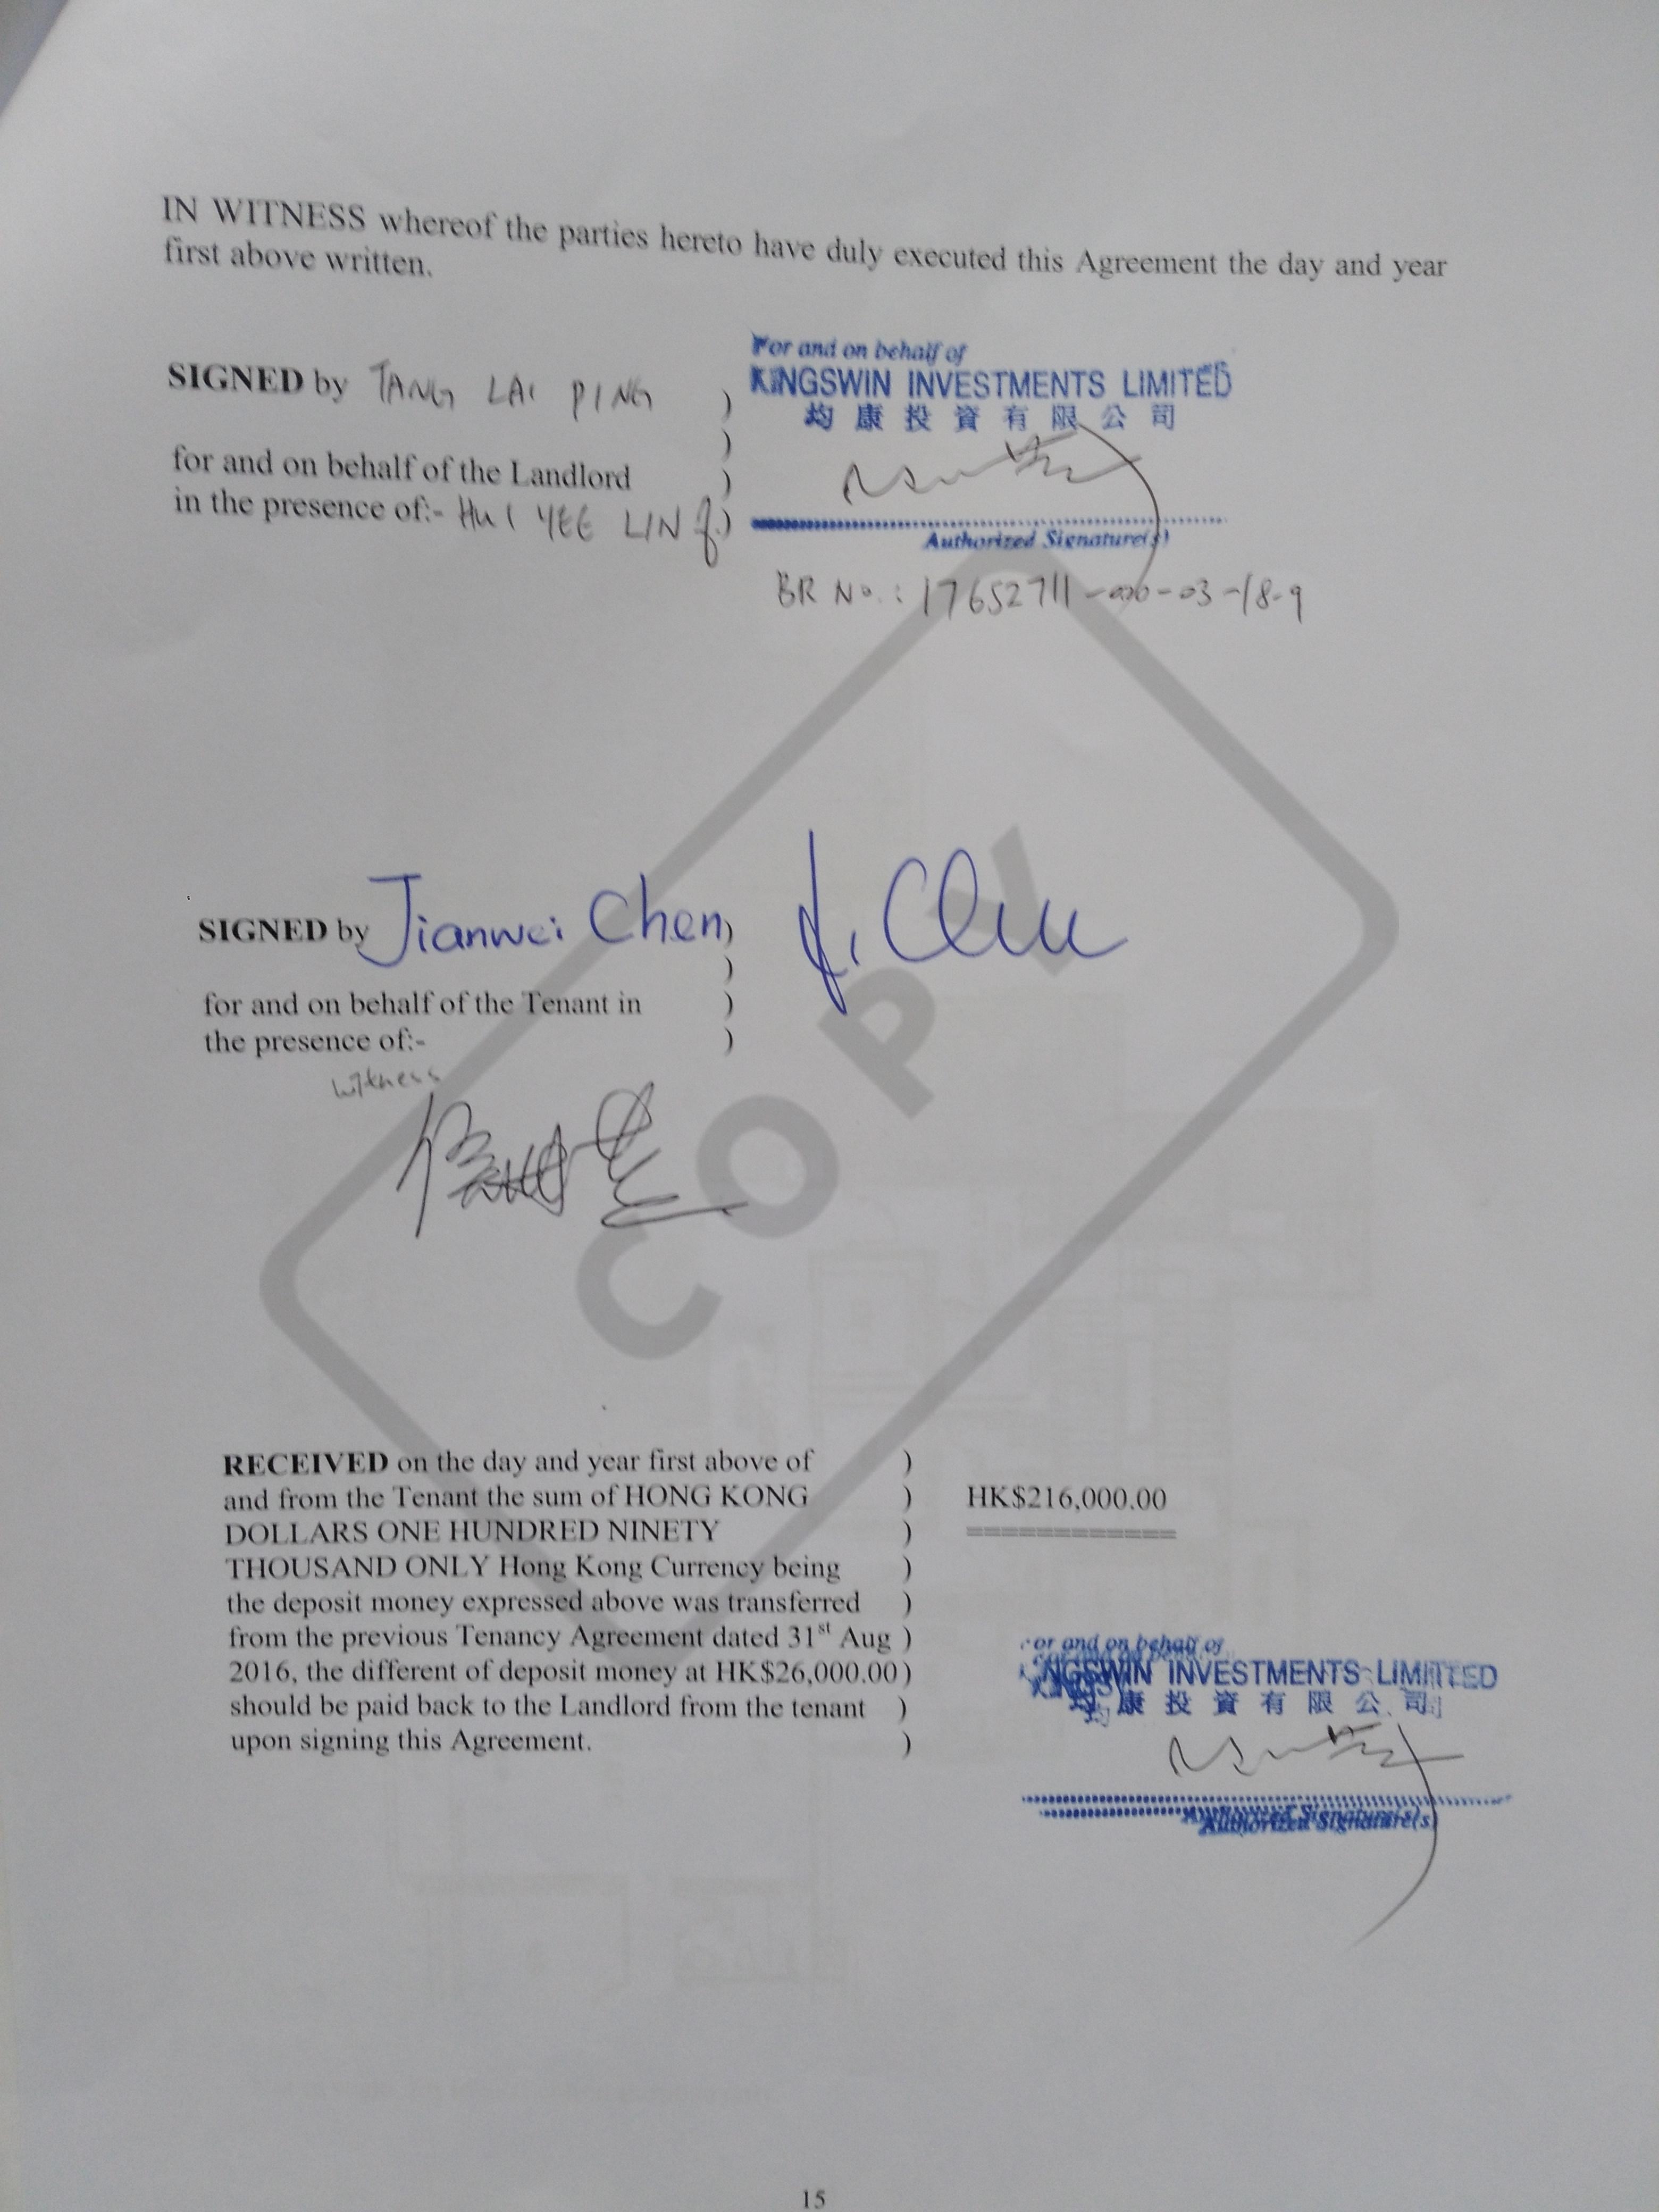 IN WITNESS whereof the parties hereto have duly executed this Agreement the day and year
first above written.
For and on behalf of
KINGSWIN INVESTMENTS LIMITED
均康投資有限公司
SIGNED by TANG LAI PING )
)
for and on behalf of the Landlord )
in the presence of:- HUI YEE LING )
Authorized Signature(s)
BR No.: 17652711-000-03-18-9
SIGNED by Jianwei Chen ) J. Chen
)
for and on behalf of the Tenant in )
the presence of:- )
witness
COPY
RECEIVED on the day and year first above of )
and from the Tenant the sum of HONG KONG ) HK$216,000.00
DOLLARS ONE HUNDRED NINETY ) ============
THOUSAND ONLY Hong Kong Currency being )
the deposit money expressed above was transferred )
from the previous Tenancy Agreement dated 31st Aug )
2016, the different of deposit money at HK$26,000.00 )
should be paid back to the Landlord from the tenant )
upon signing this Agreement. )
For and on behalf of
KINGSWIN INVESTMENTS LIMITED
均康投資有限公司
Authorized Signature(s)
15